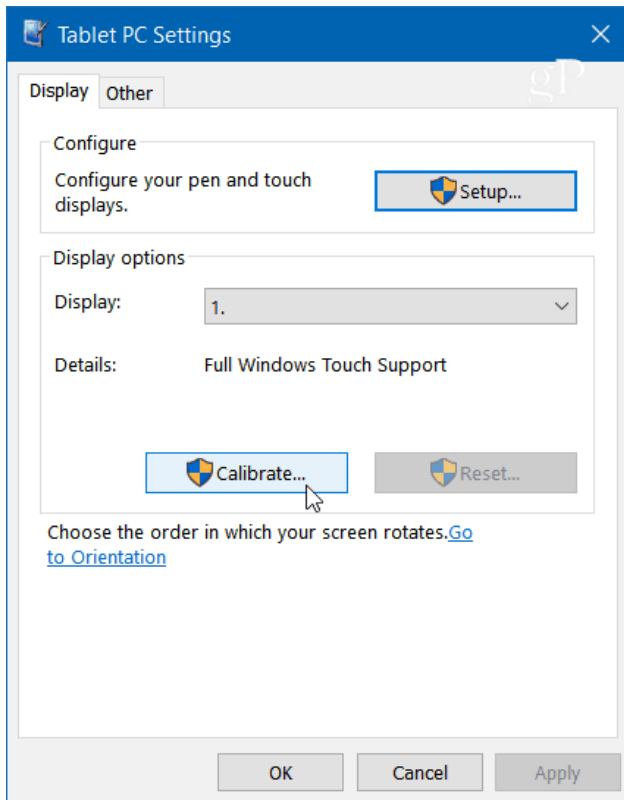 Tablet PC Settings
gP
Display
Other
Configure
Configure your pen and touch
displays.
Setup...
Display options
Display:
1.
Details:
Full Windows Touch Support
Calibrate...
Reset...
Choose the order in which your screen rotates.Go
to Orientation
OK
Cancel
Apply